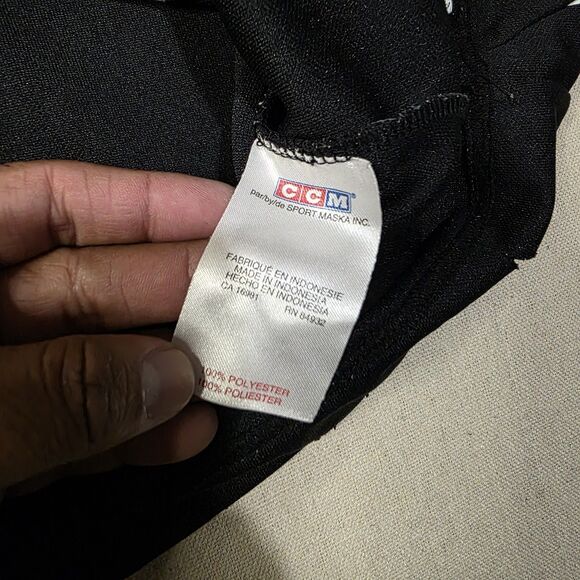 CCM®
par/by/de SPORT MASKA INC.
FABRIQUÉ EN INDONESIE
MADE IN INDONESIA
HECHO EN INDONESIA
CA 16991 RN 84932
100% POLYESTER
100% POLIESTER